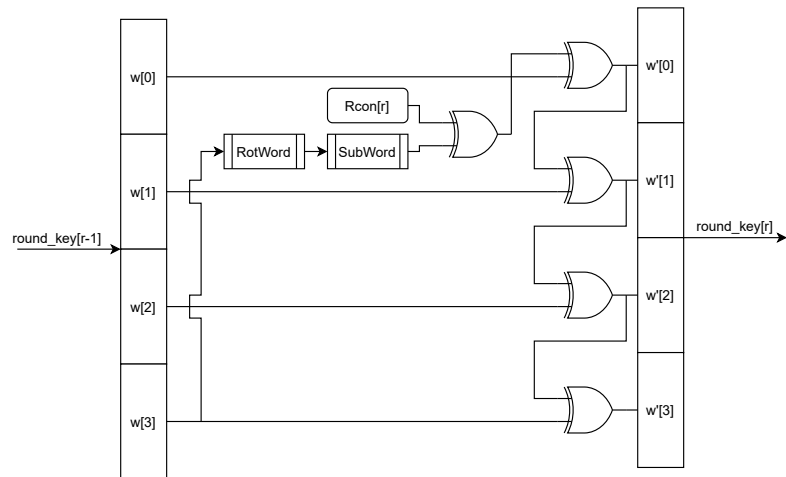 w[0]
w'[0]
Rcon[r]
RotWord
SubWord
w[1]
w'[1]
round_key[r-1]
round_key[r]
w[2]
w'[2]
w[3]
w'[3]